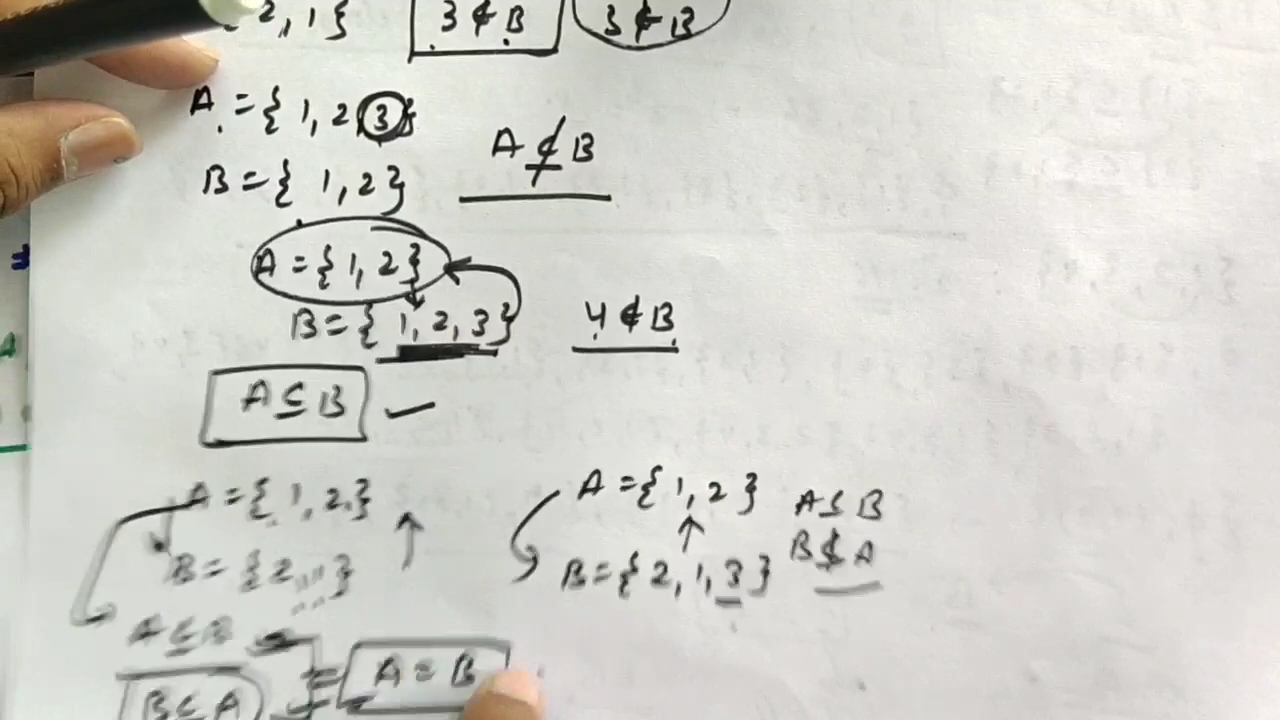 2, 1 } 3 ∉ B 3 ∉ B
A = { 1, 2, 3 }
B = { 1, 2 }
A ⊄ B
A = { 1, 2 }
B = { 1, 2, 3 }
4 ∉ B
A ⊆ B
A = { 1, 2 }
B = { 2, 1 }
A ⊆ B
B ⊆ A
A = B
A = { 1, 2 }
B = { 2, 1, 3 }
A ⊆ B
B ⊈ A